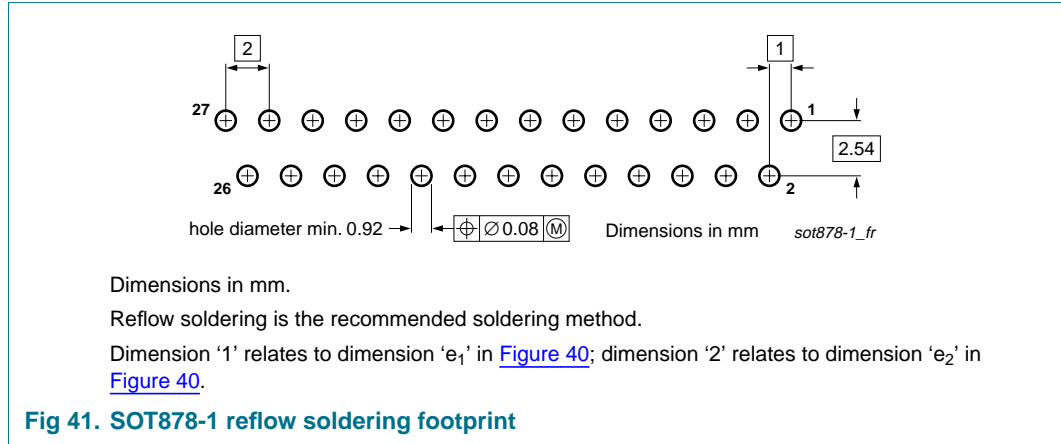 2
1
27
1
2.54
26
2
hole diameter min. 0.92
⌖ ∅ 0.08 Ⓜ
Dimensions in mm
sot878-1_fr
Dimensions in mm.
Reflow soldering is the recommended soldering method.
Dimension ‘1’ relates to dimension ‘e₁’ in Figure 40; dimension ‘2’ relates to dimension ‘e₂’ in
Figure 40.
Fig 41. SOT878-1 reflow soldering footprint